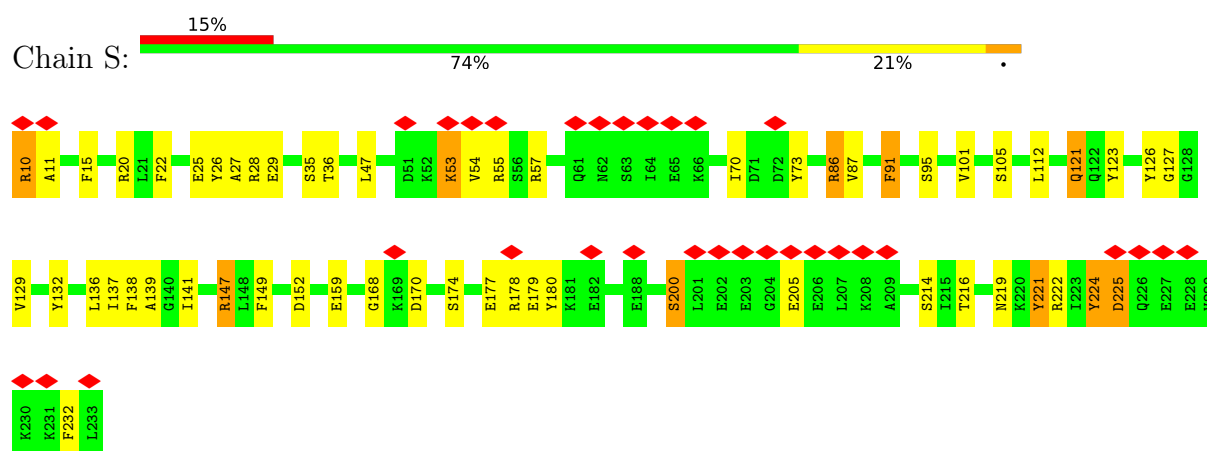 15%
Chain S:
74% 21% •
R10 A11 F15 R20 L21 F22 E25 Y26 A27 R28 E29 S35 T36 L47 D51 K52 K53 V54 R55 S56 R57 Q61 N62 S63 I64 E65 K66 I70 D71 D72 Y73 R86 V87 F91 S95 V101 S105 L112 Q121 Q122 Y123 Y126 G127 G128
V129 Y132 L136 I137 F138 A139 G140 I141 R147 L148 F149 D152 E159 G168 K169 D170 S174 E177 R178 E179 Y180 K181 E182 E188 S200 L201 E202 E203 G204 E205 E206 L207 K208 A209 S214 I215 T216 N219 K220 Y221 R222 I223 Y224 D225 Q226 E227 E228
K230 K231 F232 L233